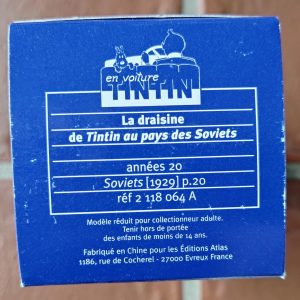 en voiture
TINTIN
La draisine
de Tintin au pays des Soviets
années 20
Soviets [1929] p.20
réf 2 118 064 A
Modèle réduit pour collectionneur adulte.
Tenir hors de portée
des enfants de moins de 14 ans.
Fabriqué en Chine pour les Éditions Atlas
1186, rue de Cocherel - 27000 Evreux France